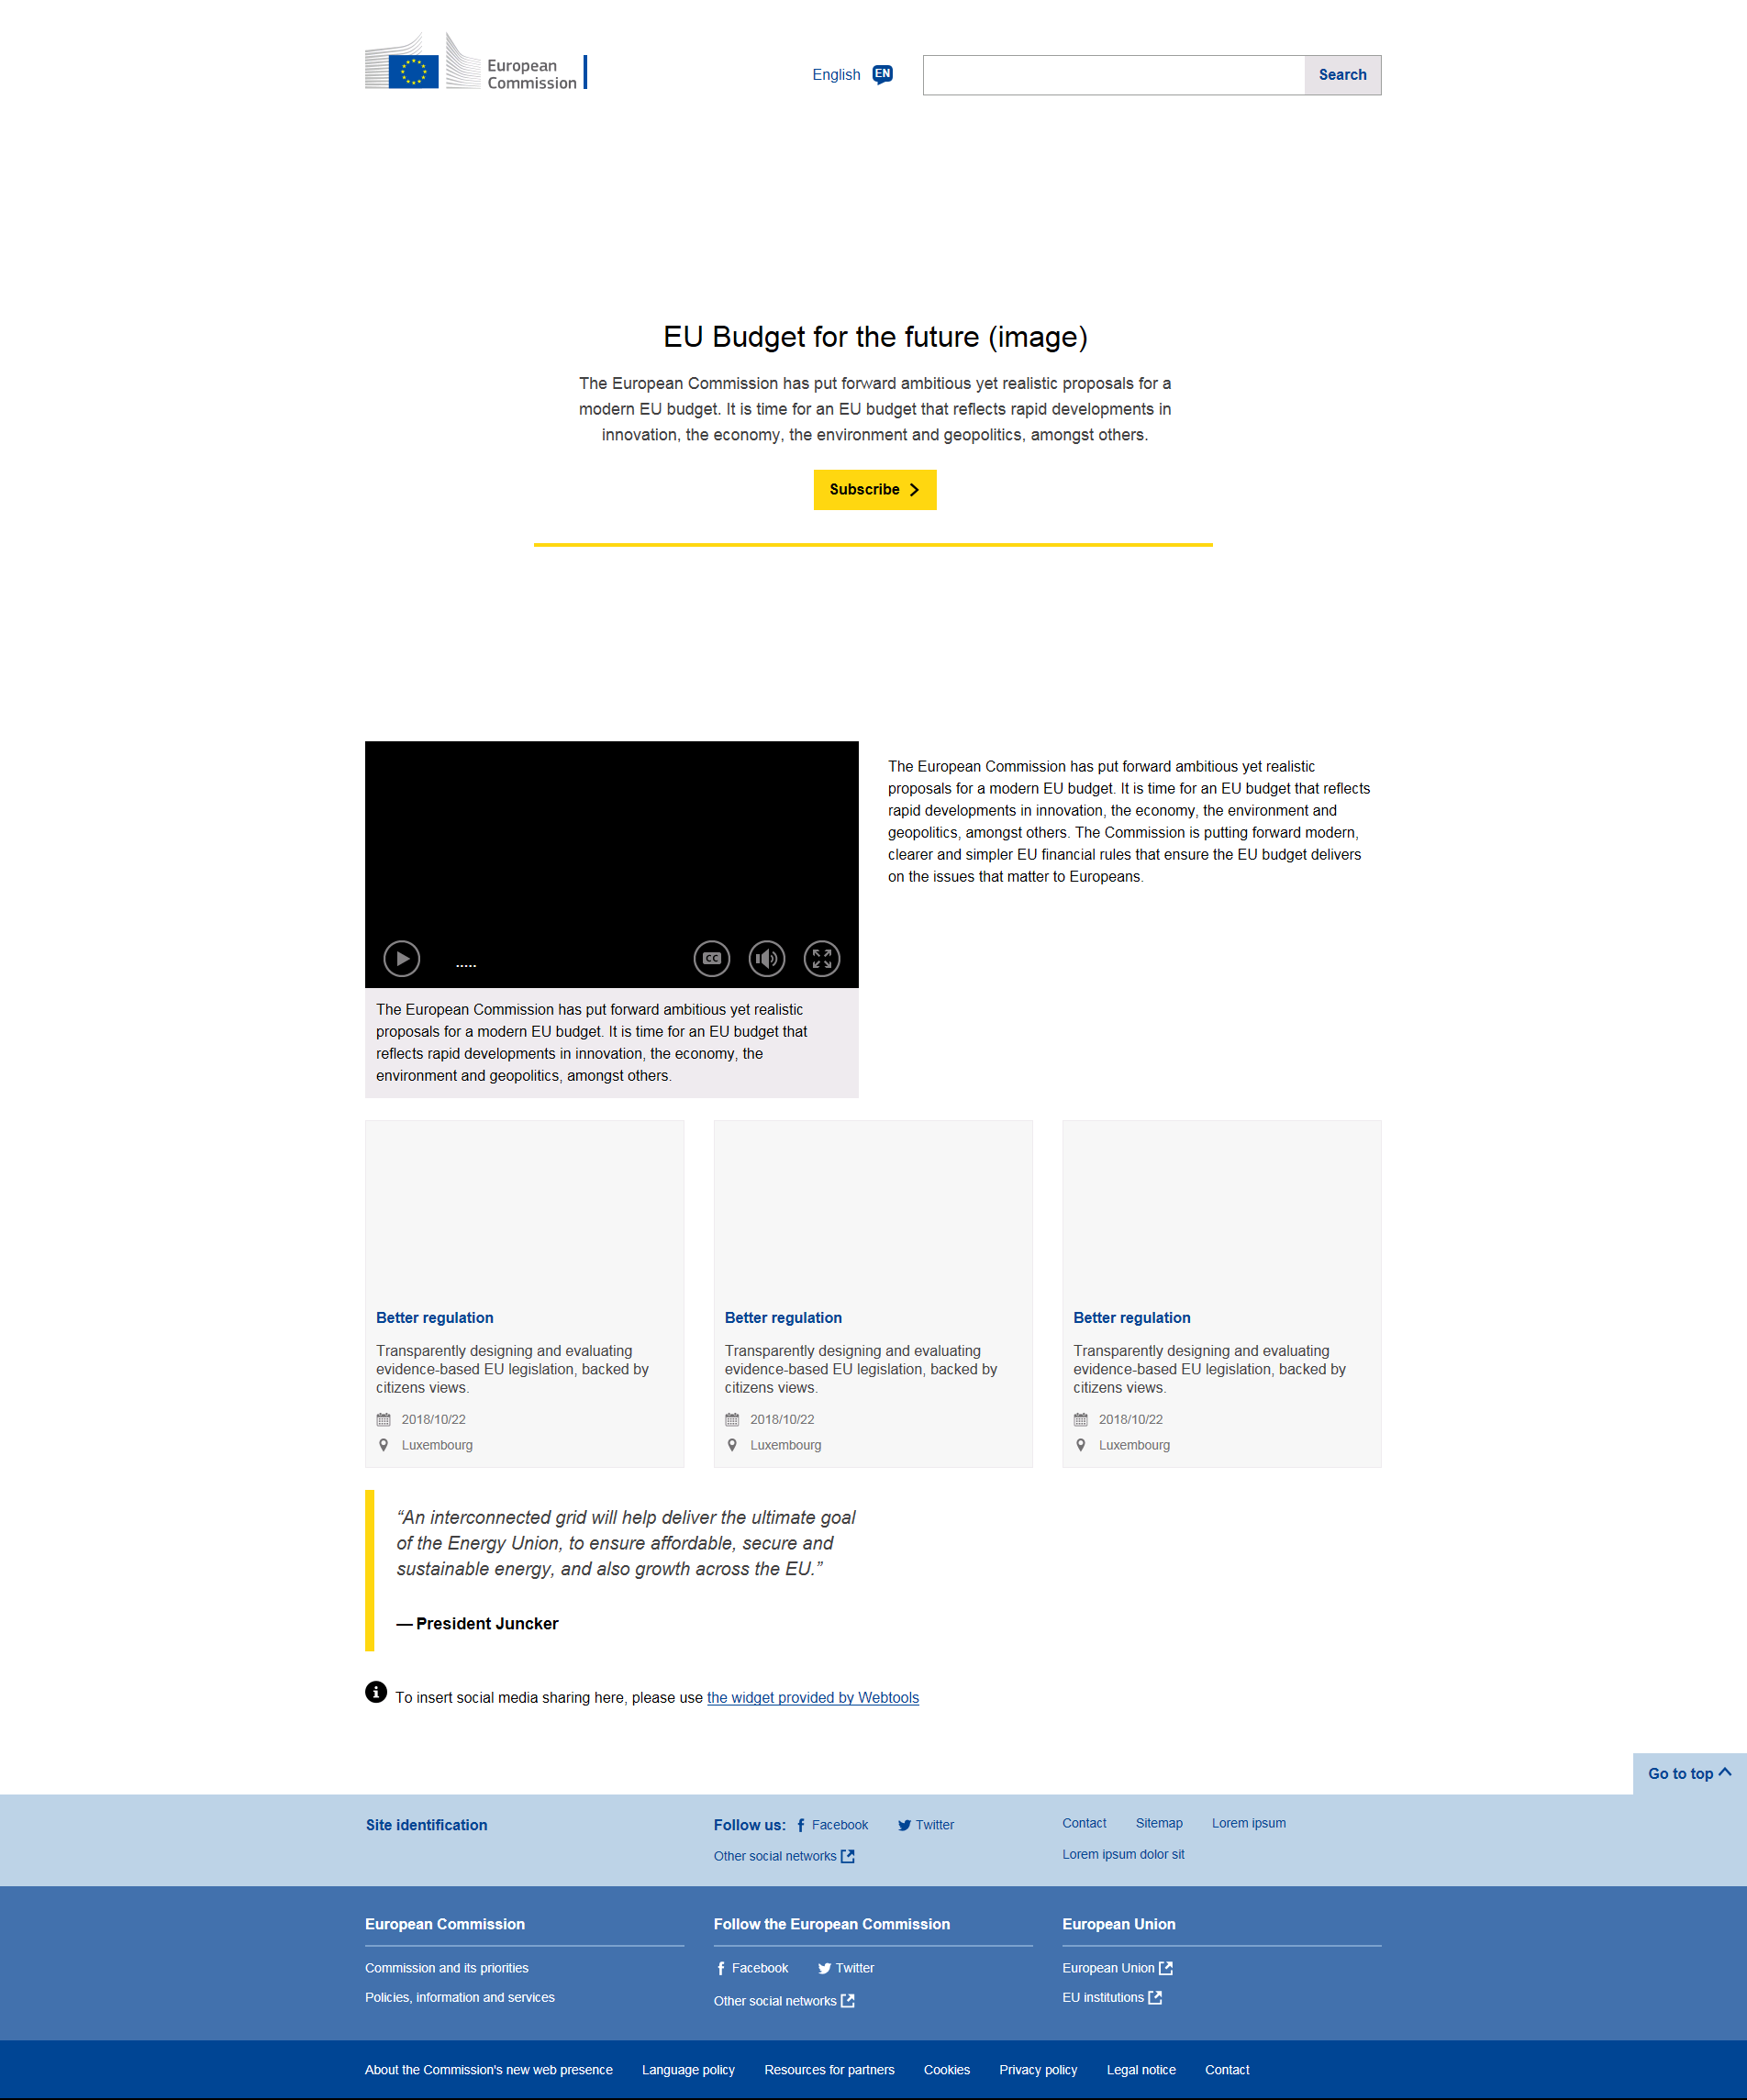 European
Commission
English EN
Search
EU Budget for the future (image)
The European Commission has put forward ambitious yet realistic proposals for a
modern EU budget. It is time for an EU budget that reflects rapid developments in
innovation, the economy, the environment and geopolitics, amongst others.
Subscribe
The European Commission has put forward ambitious yet realistic
proposals for a modern EU budget. It is time for an EU budget that reflects
rapid developments in innovation, the economy, the environment and
geopolitics, amongst others. The Commission is putting forward modern,
clearer and simpler EU financial rules that ensure the EU budget delivers
on the issues that matter to Europeans.
.....
CC
The European Commission has put forward ambitious yet realistic
proposals for a modern EU budget. It is time for an EU budget that
reflects rapid developments in innovation, the economy, the
environment and geopolitics, amongst others.
Better regulation
Transparently designing and evaluating
evidence-based EU legislation, backed by
citizens views.
2018/10/22
Luxembourg
Better regulation
Transparently designing and evaluating
evidence-based EU legislation, backed by
citizens views.
2018/10/22
Luxembourg
Better regulation
Transparently designing and evaluating
evidence-based EU legislation, backed by
citizens views.
2018/10/22
Luxembourg
“An interconnected grid will help deliver the ultimate goal
of the Energy Union, to ensure affordable, secure and
sustainable energy, and also growth across the EU.”
— President Juncker
To insert social media sharing here, please use the widget provided by Webtools
Go to top
Site identification
Follow us: Facebook Twitter
Other social networks
Contact Sitemap Lorem ipsum
Lorem ipsum dolor sit
European Commission
Commission and its priorities
Policies, information and services
Follow the European Commission
Facebook Twitter
Other social networks
European Union
European Union
EU institutions
About the Commission's new web presence Language policy Resources for partners Cookies Privacy policy Legal notice Contact